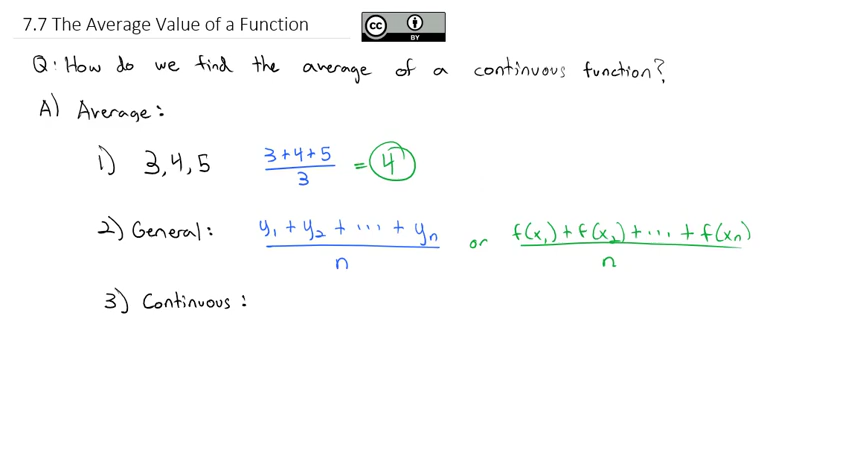 7.7 The Average Value of a Function
cc BY
Q: How do we find the average of a continuous function?
A) Average:
1) 3, 4, 5   (3+4+5)/3 = 4
2) General:   (y₁ + y₂ + ··· + yₙ)/n or (f(x₁) + f(x₂) + ··· + f(xₙ))/n
3) Continuous: